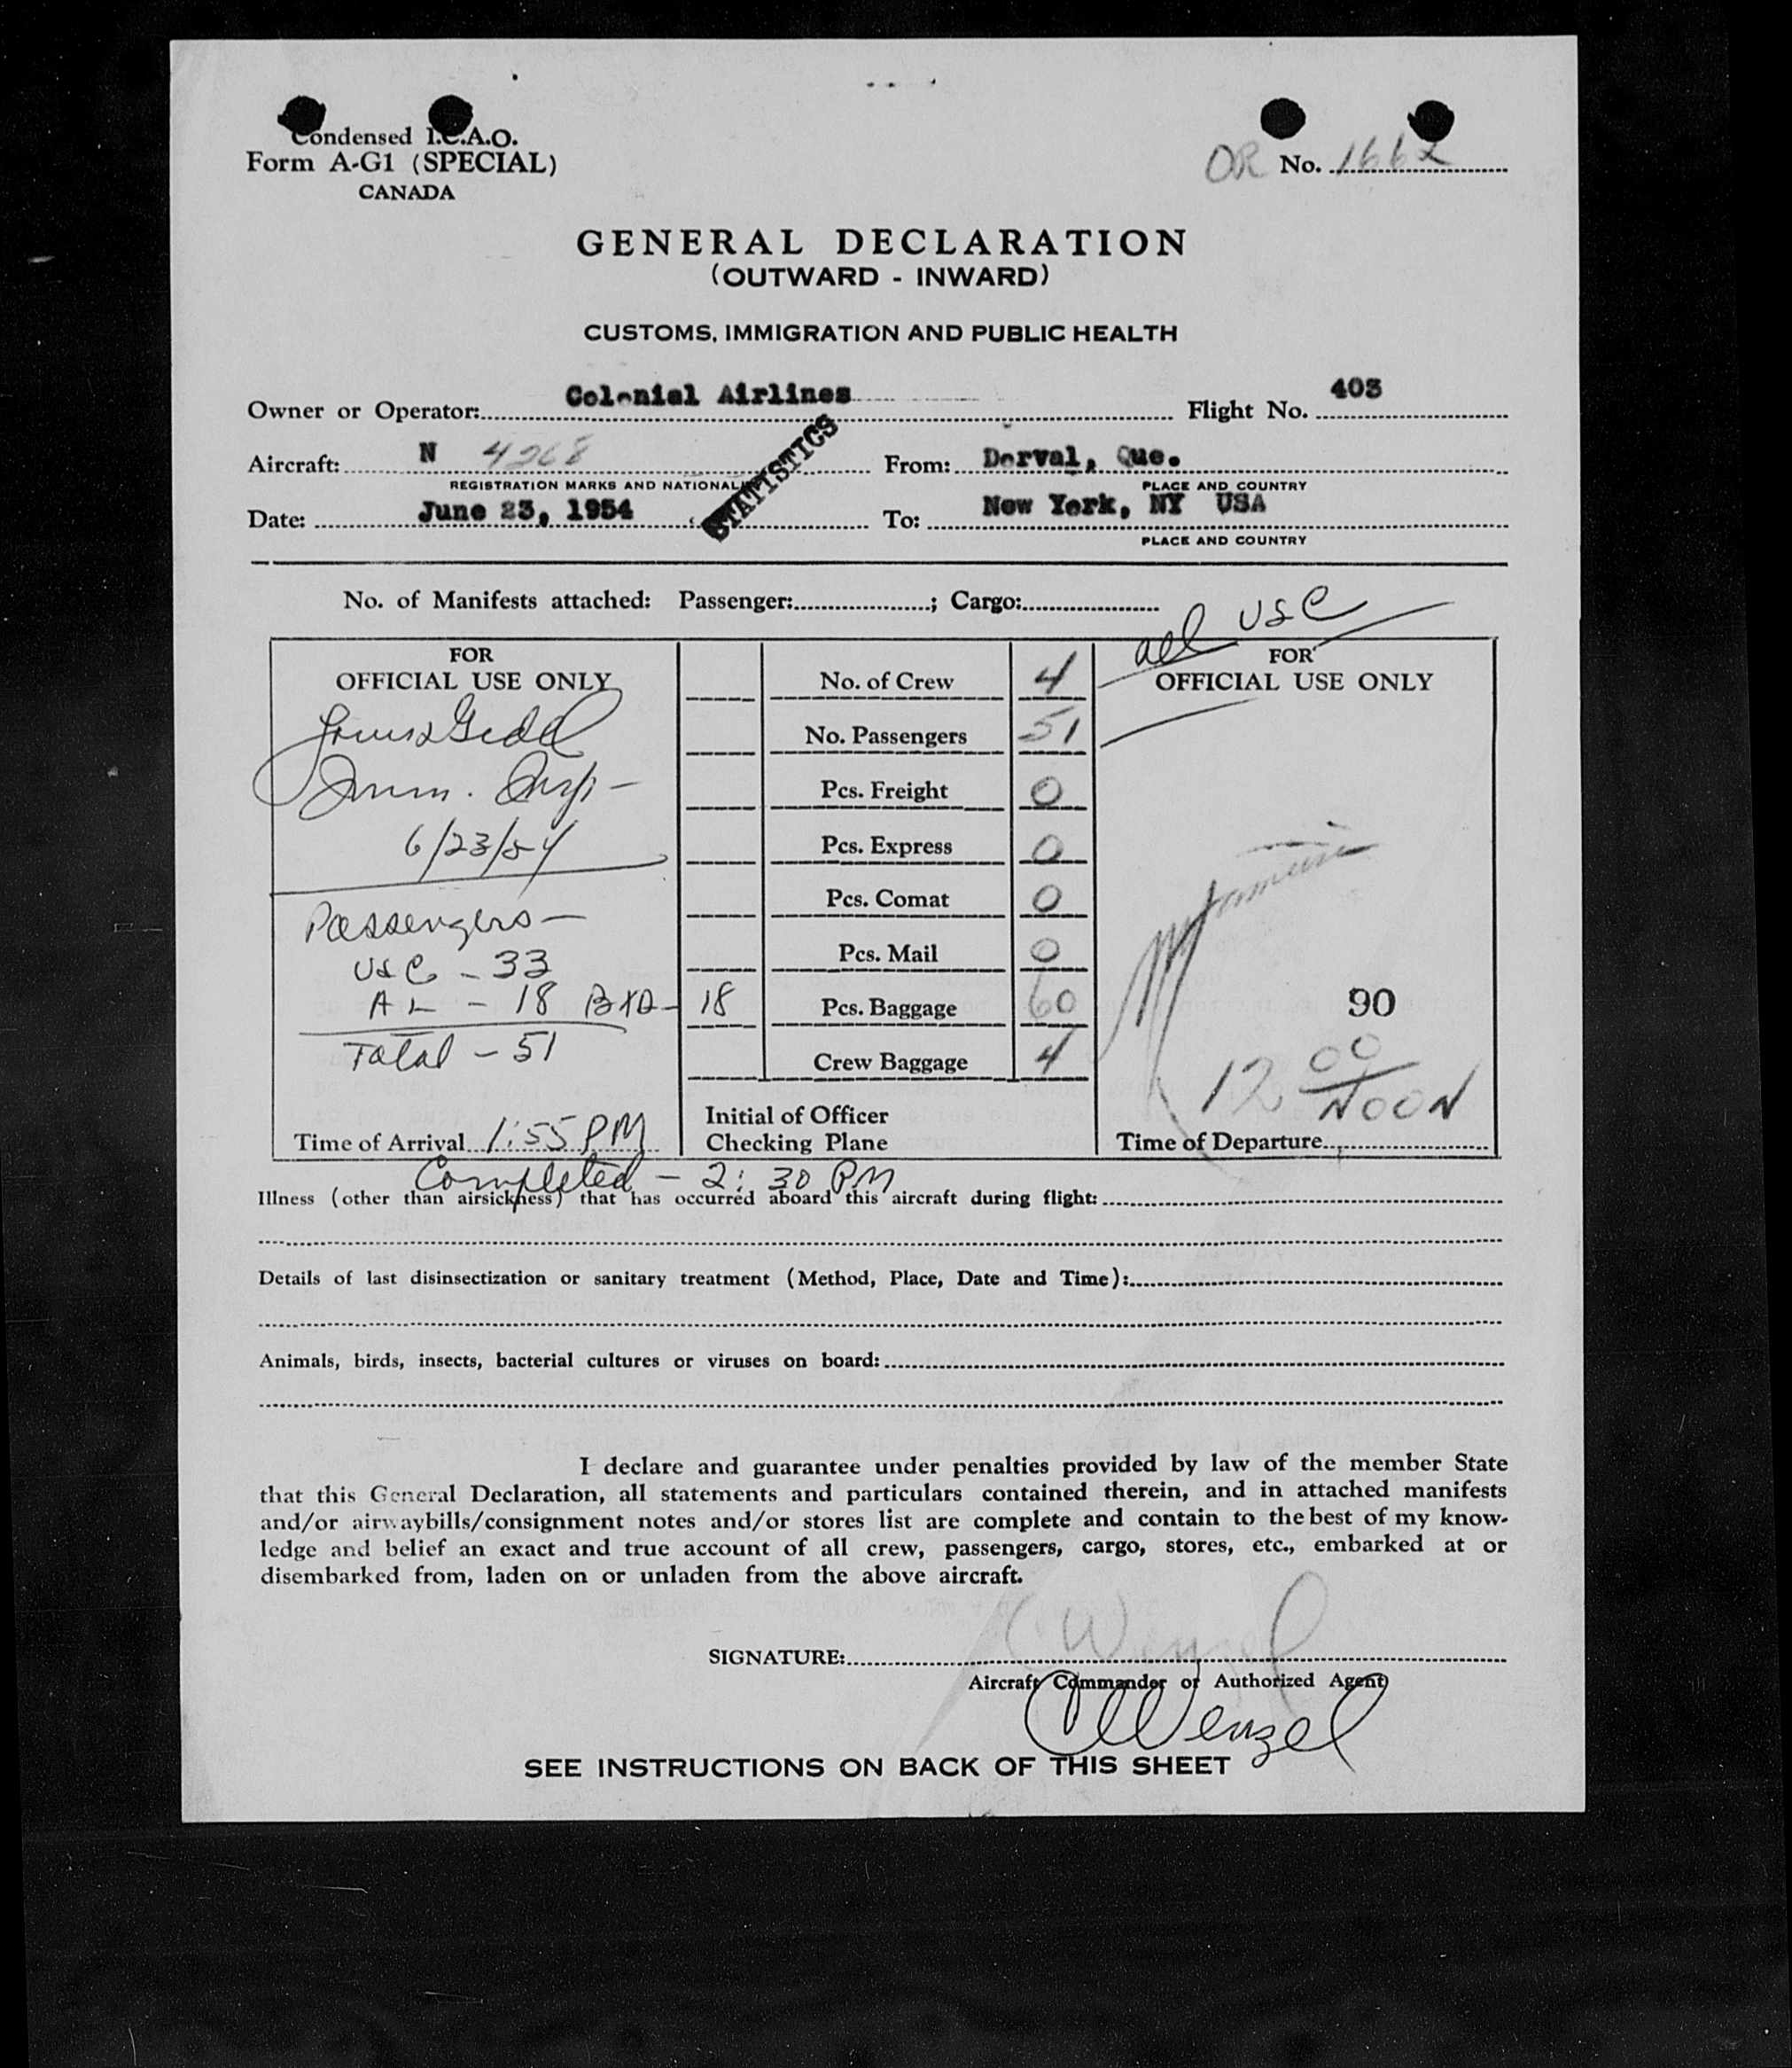 Condensed I.C.A.O.
Form A-G1 (SPECIAL)
CANADA
OR No. 1662
GENERAL DECLARATION
(OUTWARD - INWARD)
CUSTOMS, IMMIGRATION AND PUBLIC HEALTH
Owner or Operator: Colonial Airlines Flight No. 403
Aircraft: N 4268 From: Dorval, Que.
REGISTRATION MARKS AND NATIONAL PLACE AND COUNTRY
STATISTICS
Date: June 23, 1954 To: New York, NY USA
PLACE AND COUNTRY
No. of Manifests attached: Passenger: ; Cargo:
all USC
FOR
OFFICIAL USE ONLY
Imm. Insp-
6/23/54
Passengers-
USC - 33
AL - 18 18
Total - 51
Time of Arrival 1:55 PM
No. of Crew 4
No. Passengers 51
Pcs. Freight 0
Pcs. Express 0
Pcs. Comat 0
Pcs. Mail 0
Pcs. Baggage 60
Crew Baggage 4
Initial of Officer
Checking Plane
FOR
OFFICIAL USE ONLY
90
12 00
NOON
Time of Departure
Completed - 2:30 PM
Illness (other than airsickness) that has occurred aboard this aircraft during flight:
Details of last disinsectization or sanitary treatment (Method, Place, Date and Time):
Animals, birds, insects, bacterial cultures or viruses on board:
I declare and guarantee under penalties provided by law of the member State
that this General Declaration, all statements and particulars contained therein, and in attached manifests
and/or airwaybills/consignment notes and/or stores list are complete and contain to the best of my know-
ledge and belief an exact and true account of all crew, passengers, cargo, stores, etc., embarked at or
disembarked from, laden on or unladen from the above aircraft.
SIGNATURE: C Wenzel
Aircraft Commander or Authorized Agent
C Wenzel
SEE INSTRUCTIONS ON BACK OF THIS SHEET